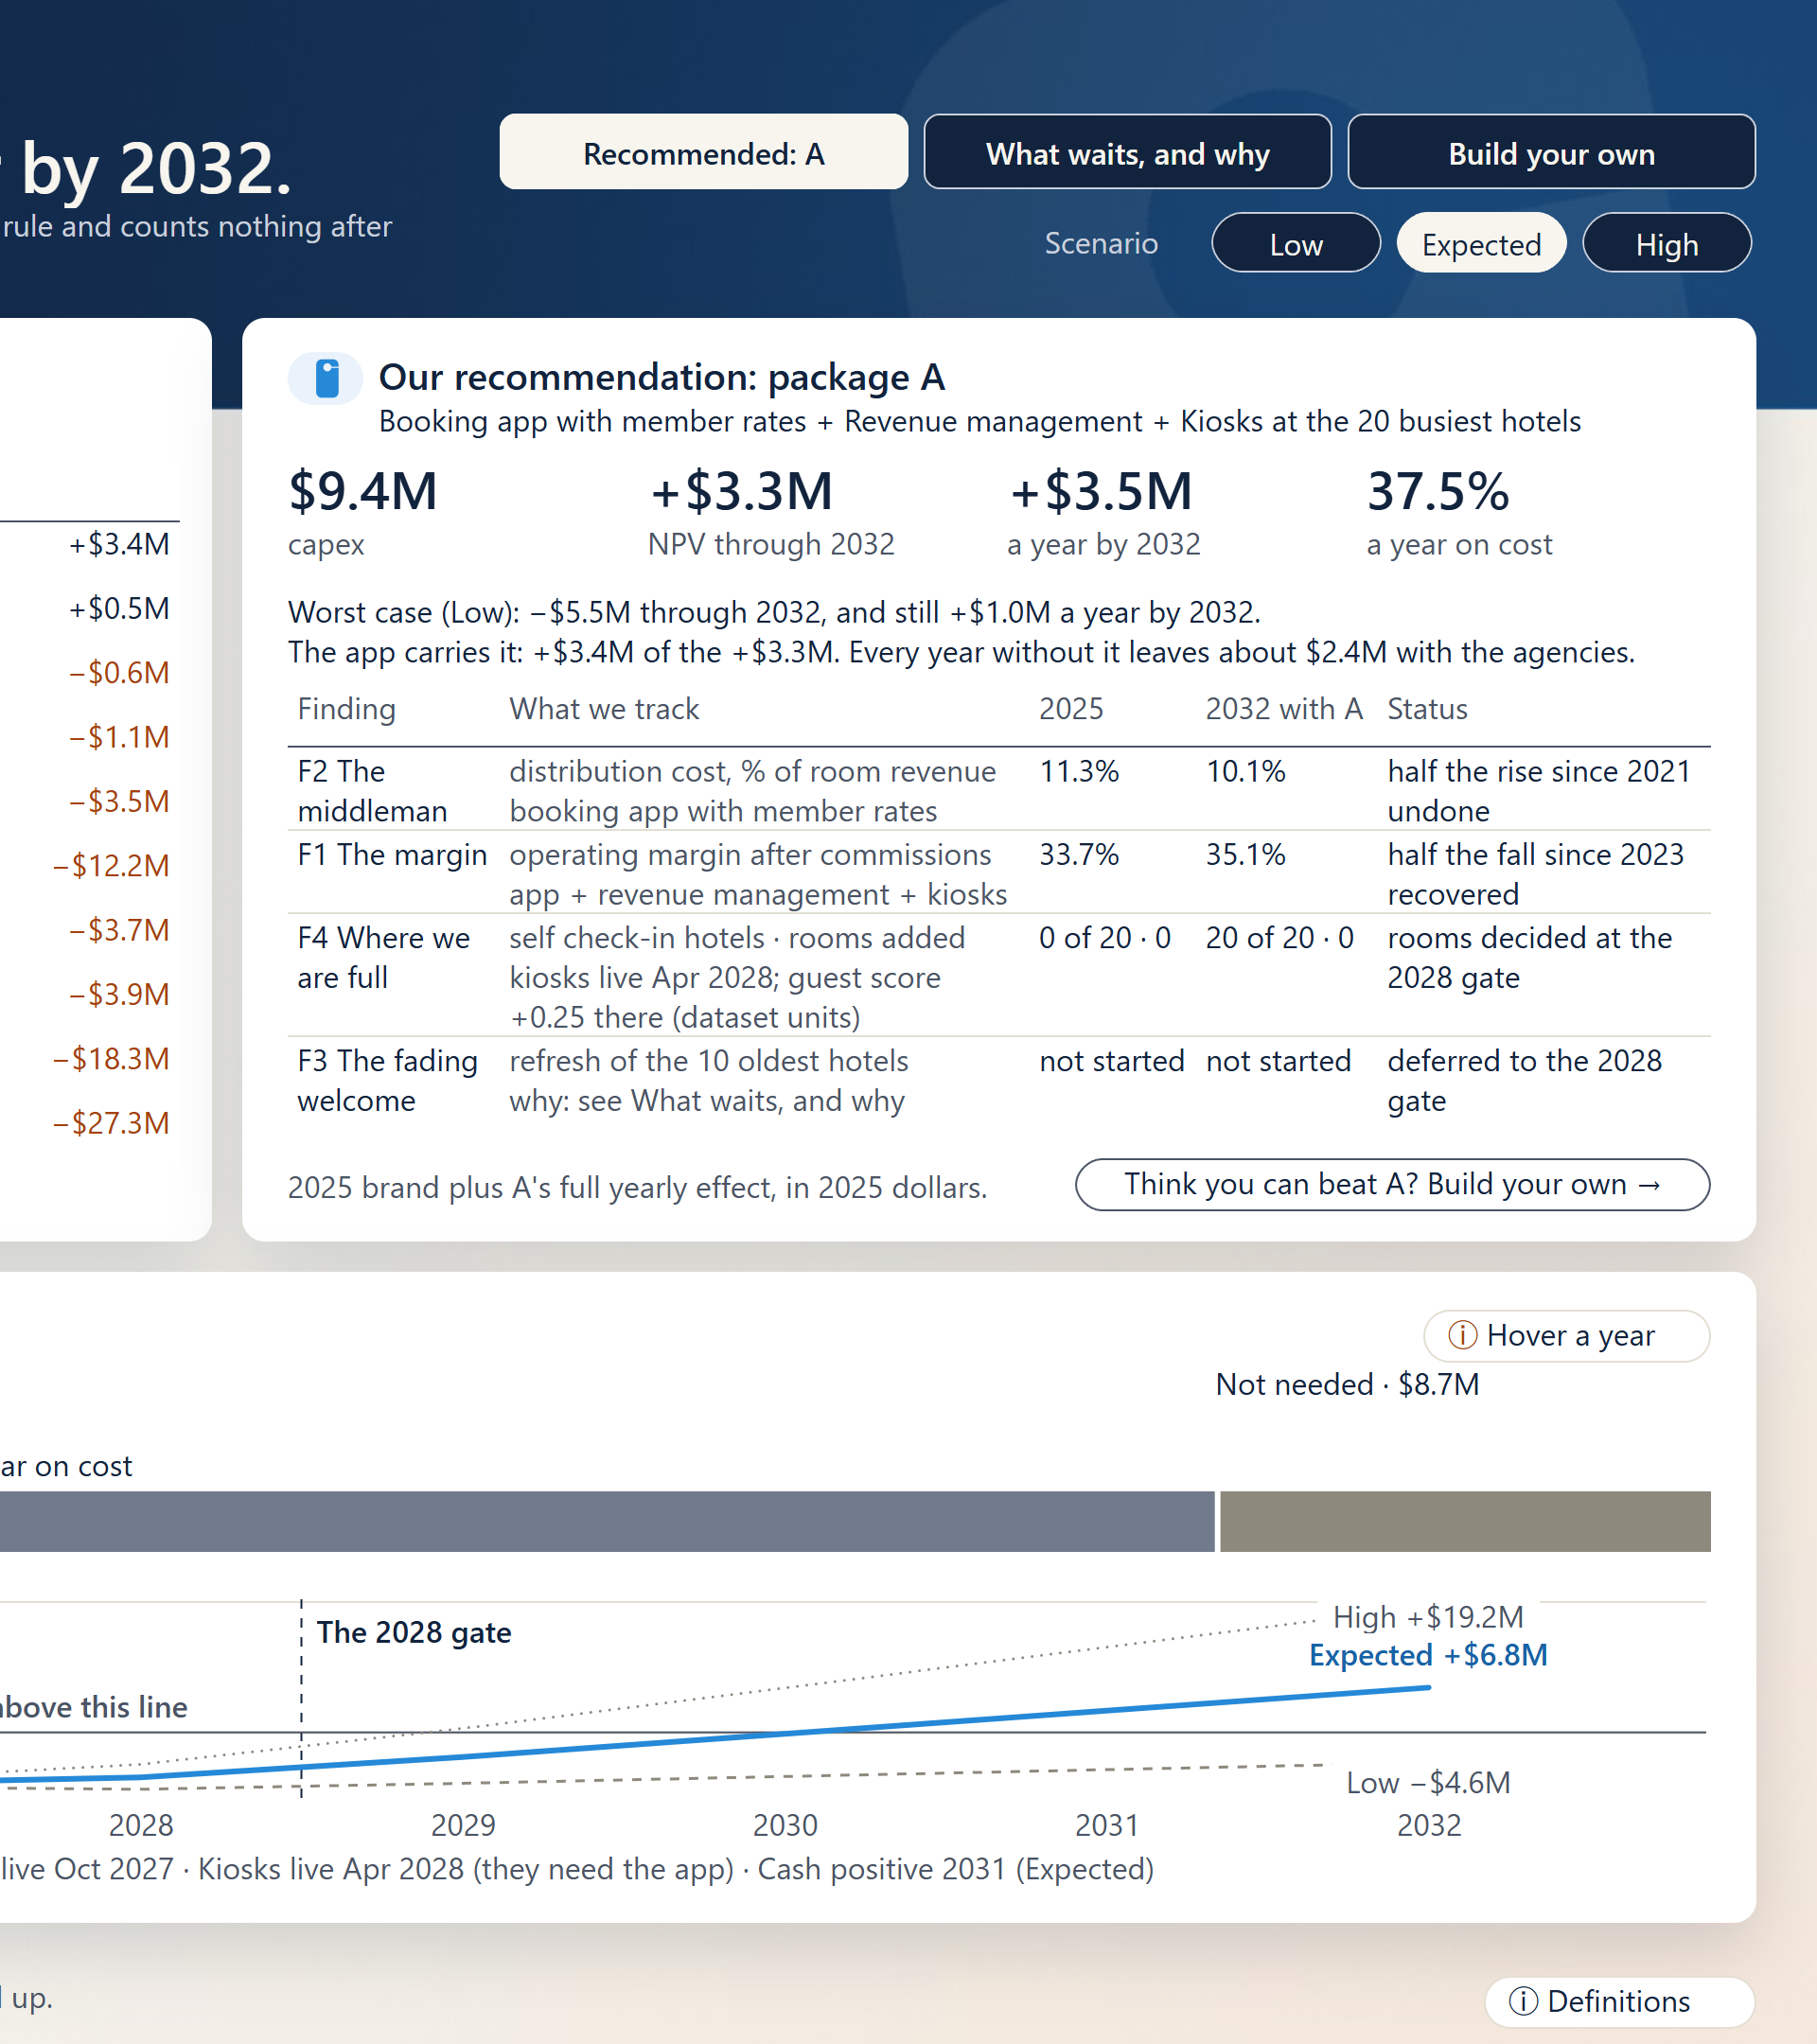 by 2032.
rule and counts nothing after
Recommended: A
What waits, and why
Build your own
Scenario
Low
Expected
High
+$3.4M
+$0.5M
−$0.6M
−$1.1M
−$3.5M
−$12.2M
−$3.7M
−$3.9M
−$18.3M
−$27.3M
Our recommendation: package A
Booking app with member rates + Revenue management + Kiosks at the 20 busiest hotels
$9.4M +$3.3M +$3.5M 37.5%
capex NPV through 2032 a year by 2032 a year on cost
Worst case (Low): −$5.5M through 2032, and still +$1.0M a year by 2032.
The app carries it: +$3.4M of the +$3.3M. Every year without it leaves about $2.4M with the agencies.
Finding What we track 2025 2032 with A Status
F2 The distribution cost, % of room revenue 11.3% 10.1% half the rise since 2021
middleman booking app with member rates undone
F1 The margin operating margin after commissions 33.7% 35.1% half the fall since 2023
app + revenue management + kiosks recovered
F4 Where we self check-in hotels · rooms added 0 of 20 · 0 20 of 20 · 0 rooms decided at the
are full kiosks live Apr 2028; guest score 2028 gate
+0.25 there (dataset units)
F3 The fading refresh of the 10 oldest hotels not started not started deferred to the 2028
welcome why: see What waits, and why gate
2025 brand plus A's full yearly effect, in 2025 dollars.
Think you can beat A? Build your own →
ⓘ Hover a year
Not needed · $8.7M
ar on cost
The 2028 gate
High +$19.2M
Expected +$6.8M
above this line
Low −$4.6M
2028 2029 2030 2031 2032
live Oct 2027 · Kiosks live Apr 2028 (they need the app) · Cash positive 2031 (Expected)
up.
ⓘ Definitions